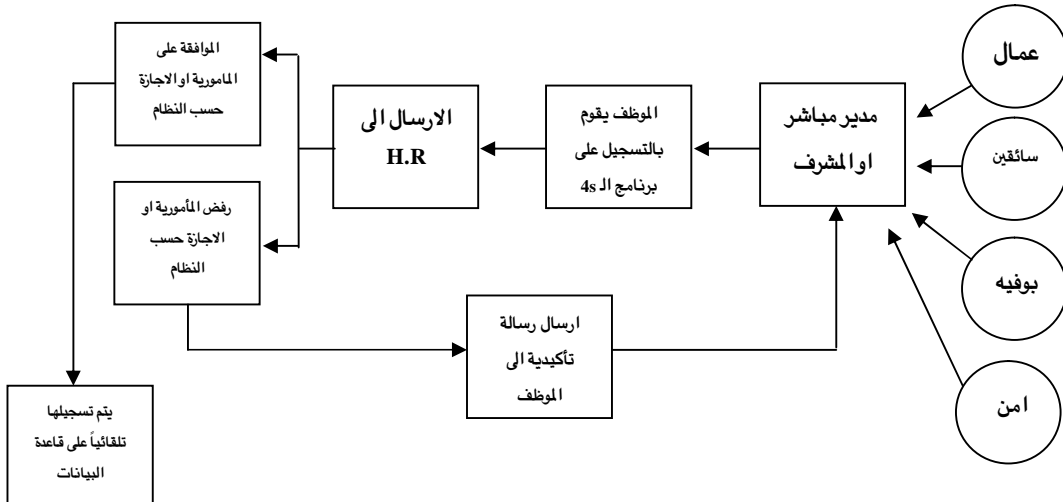 عمال
سائقين
بوفيه
امن
مدير مباشر
او المشرف
الموظف يقوم
بالتسجيل على
برنامج الـ 4s
الارسال الى
H.R
الموافقة على
المامورية او الاجازة
حسب النظام
رفض المأمورية او
الاجازة حسب
النظام
ارسال رسالة
تأكيدية الى
الموظف
يتم تسجيلها
تلقائياً على قاعدة
البيانات